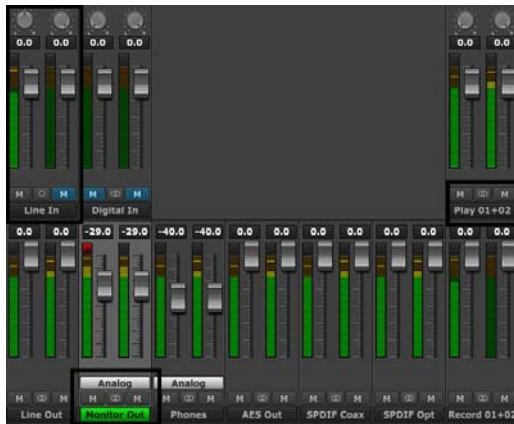 0.0 0.0 0.0 0.0 0.0 0.0
M M M M M M
Line In Digital In Play 01+02
0.0 0.0 -29.0 -29.0 -40.0 -40.0 0.0 0.0 0.0 0.0 0.0 0.0 0.0 0.0
Analog Analog
M M M M M M M M M M M M M M
Line Out Monitor Out Phones AES Out SPDIF Coax SPDIF Opt Record 01+02